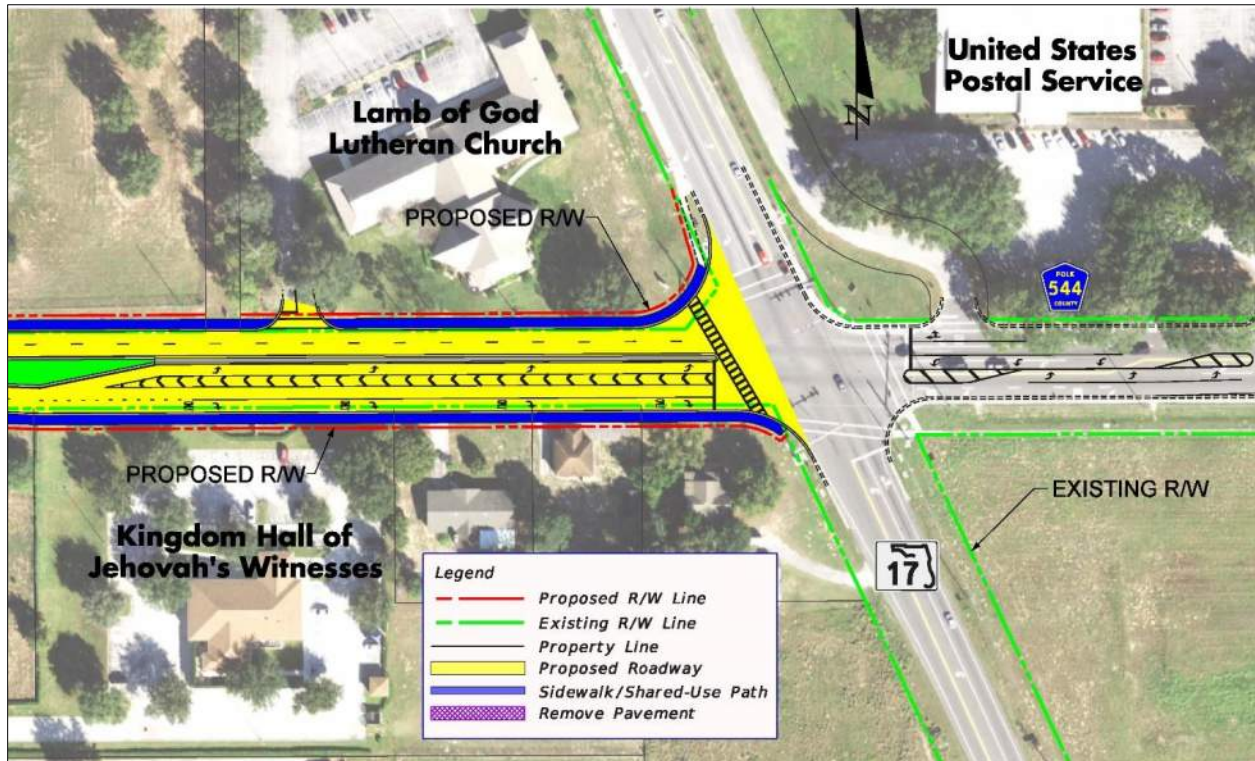 United States
Postal Service
Lamb of God
Lutheran Church
N
PROPOSED R/W
POLK
544
COUNTY
PROPOSED R/W
EXISTING R/W
Kingdom Hall of
Jehovah's Witnesses
17
Legend
Proposed R/W Line
Existing R/W Line
Property Line
Proposed Roadway
Sidewalk/Shared-Use Path
Remove Pavement